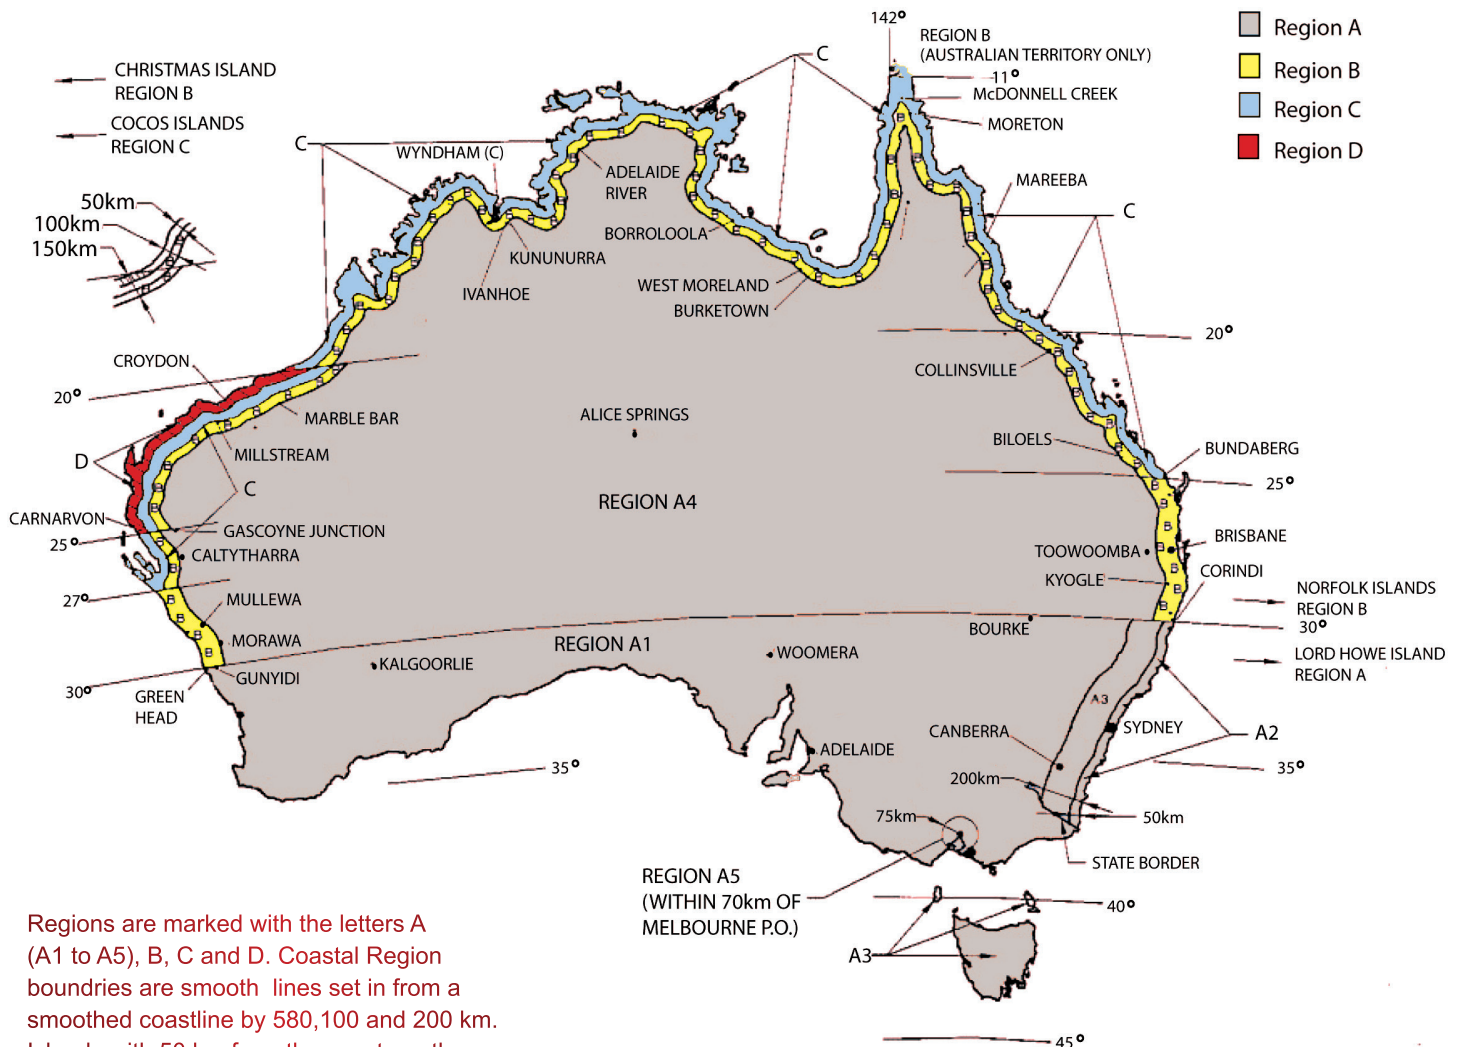 142°
REGION B
(AUSTRALIAN TERRITORY ONLY)
C
11°
McDONNELL CREEK
MORETON
Region A
Region B
Region C
Region D
CHRISTMAS ISLAND
REGION B
COCOS ISLANDS
REGION C
C
WYNDHAM (C)
ADELAIDE
RIVER
MAREEBA
C
50km
100km
150km
BORROLOOLA
KUNUNURRA
IVANHOE
WEST MORELAND
BURKETOWN
20°
CROYDON
COLLINSVILLE
20°
MARBLE BAR
ALICE SPRINGS
BILOELS
BUNDABERG
D
MILLSTREAM
C
25°
REGION A4
CARNARVON
GASCOYNE JUNCTION
25°
CALTYTHARRA
TOOWOOMBA
BRISBANE
KYOGLE
CORINDI
27°
MULLEWA
NORFOLK ISLANDS
REGION B
30°
MORAWA
REGION A1
BOURKE
WOOMERA
KALGOORLIE
LORD HOWE ISLAND
REGION A
GUNYIDI
30°
GREEN
HEAD
A3
CANBERRA
SYDNEY
A2
ADELAIDE
35°
35°
200km
75km
50km
STATE BORDER
REGION A5
(WITHIN 70km OF
MELBOURNE P.O.)
40°
A3
45°
Regions are marked with the letters A
(A1 to A5), B, C and D. Coastal Region
boundries are smooth lines set in from a
smoothed coastline by 580,100 and 200 km.